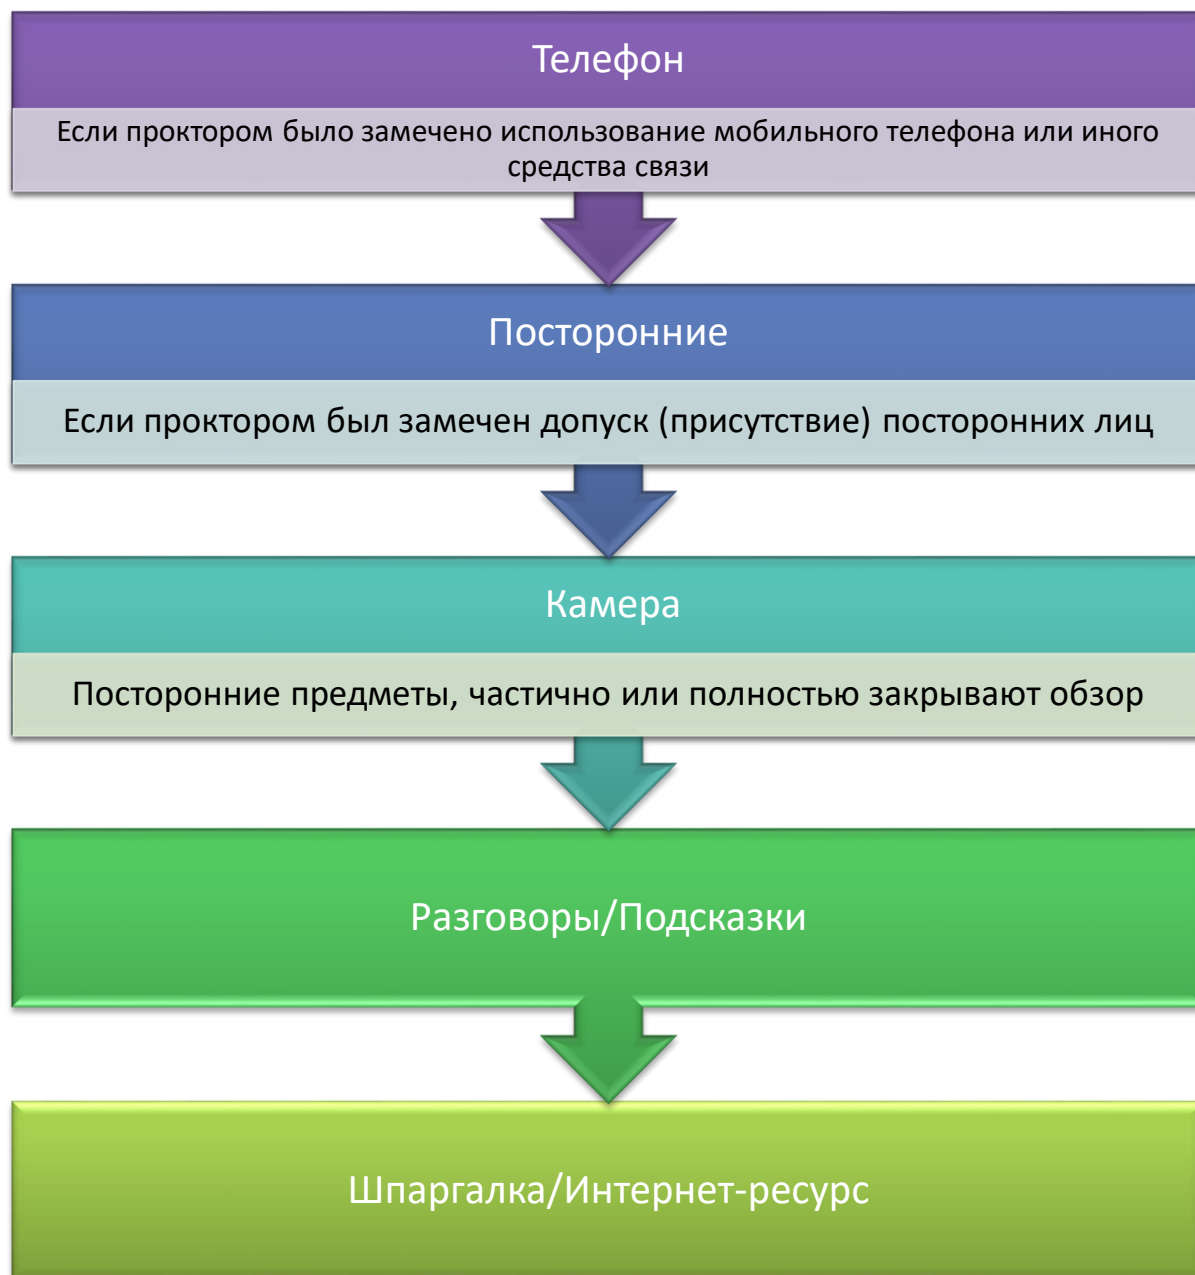 Телефон
Если проктором было замечено использование мобильного телефона или иного
средства связи
Посторонние
Если проктором был замечен допуск (присутствие) посторонних лиц
Камера
Посторонние предметы, частично или полностью закрывают обзор
Разговоры/Подсказки
Шпаргалка/Интернет-ресурс